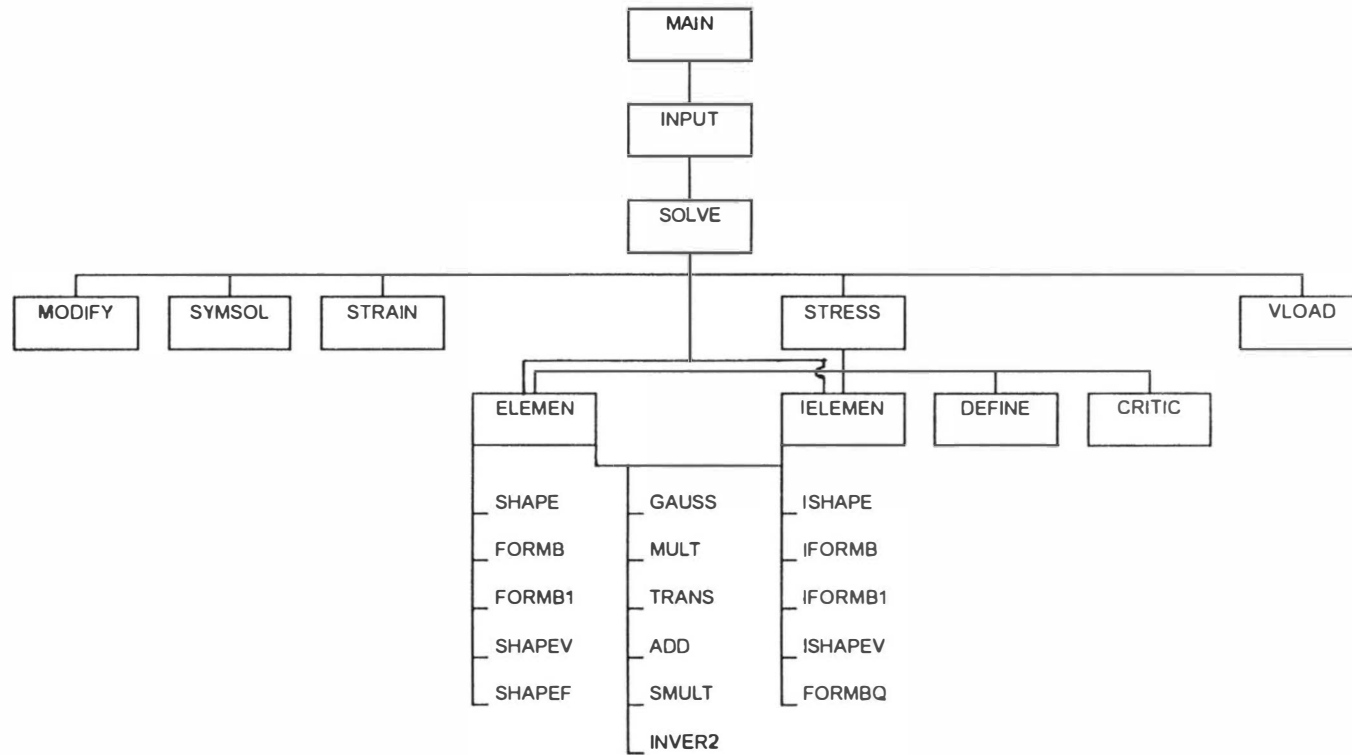 MAIN
INPUT
SOLVE
MODIFY SYMSOL STRAIN STRESS VLOAD
ELEMEN IELEMEN DEFINE CRITIC
SHAPE GAUSS ISHAPE
FORMB MULT IFORMB
FORMB1 TRANS IFORMB1
SHAPEV ADD ISHAPEV
SHAPEF SMULT FORMBQ
INVER2